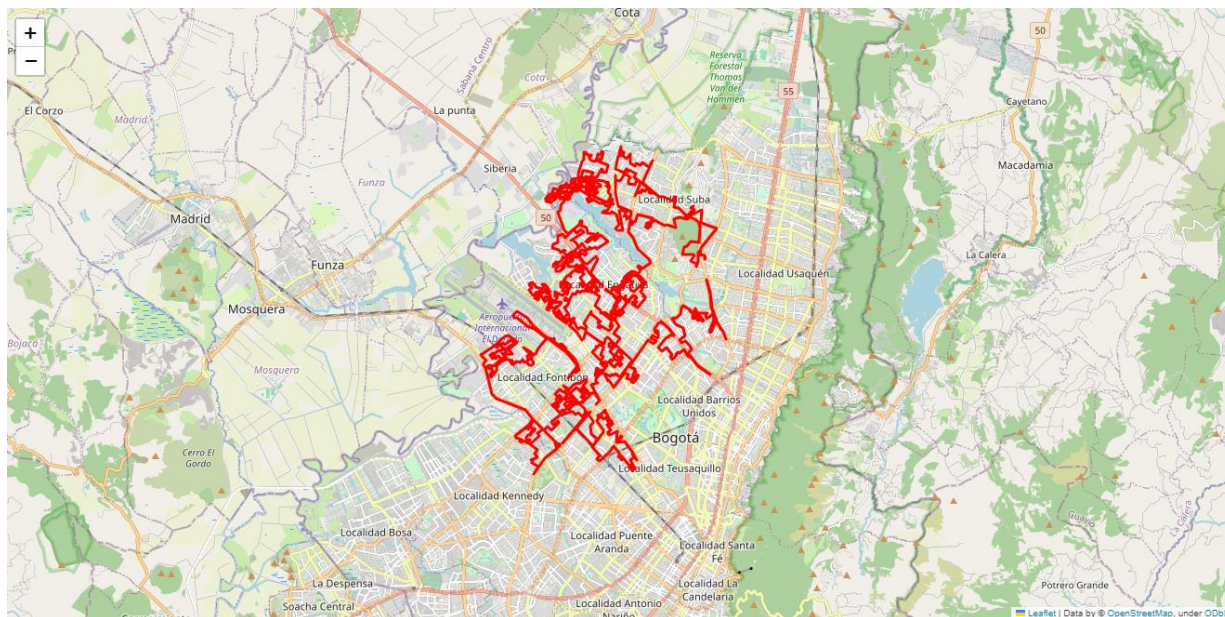 +
−
Cota
50
Sabana Centro
Cota
Reserva
Forestal
Thomas
Van der
Hammen
55
El Corzo
Madrid
La punta
Cayetano
Siberia
Macadamia
Funza
Localidad Suba
Madrid
50
Funza
Localidad Usaquén
La Calera
Mosquera
Aeropuerto
Internacional
El Dorado
Bojacá
Mosquera
Localidad Fontibón
Localidad Barrios
Unidos
Bogotá
Cerro El
Gordo
Localidad Teusaquillo
Localidad Kennedy
Localidad Bosa
Localidad Puente
Aranda
Localidad Santa
Fé
Guavio
La Calera
La Despensa
Soacha Central
Localidad La
Candelaria
Localidad Antonio
Nariño
Potrero Grande
Leaflet | Data by © OpenStreetMap, under ODbL